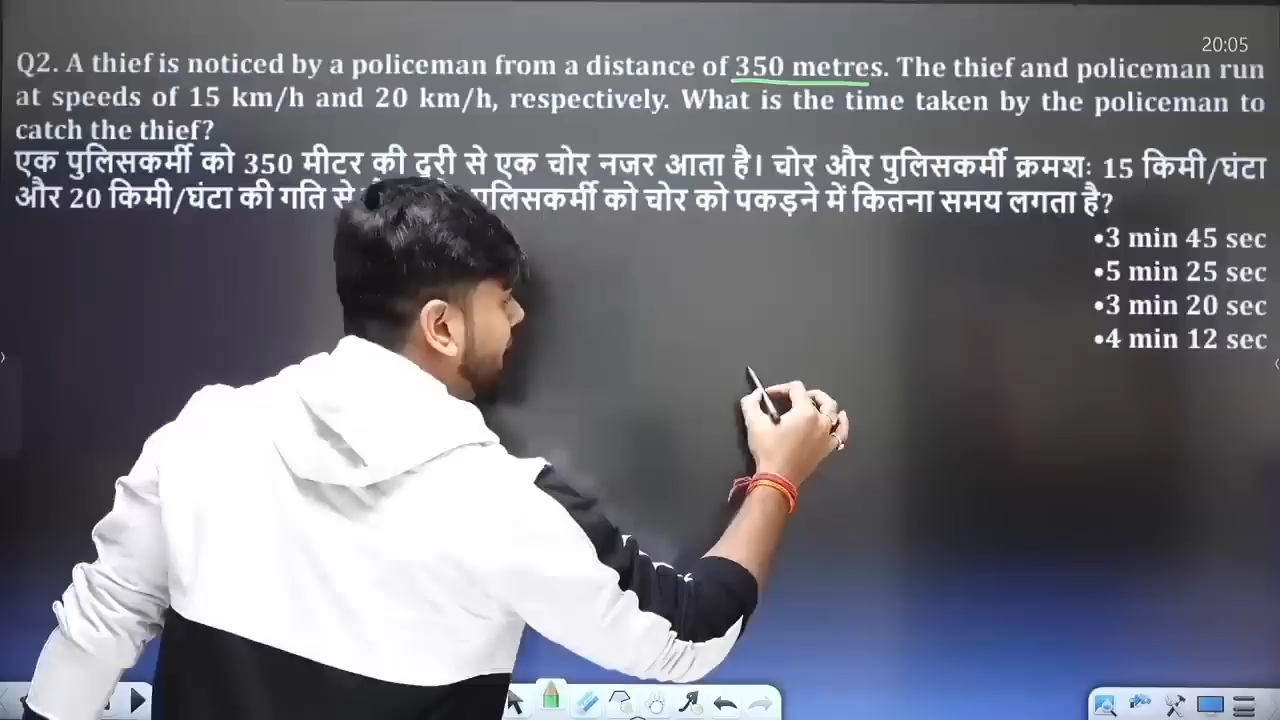 20:05
Q2. A thief is noticed by a policeman from a distance of 350 metres. The thief and policeman run
at speeds of 15 km/h and 20 km/h, respectively. What is the time taken by the policeman to
catch the thief?
एक पुलिसकर्मी को 350 मीटर की दूरी से एक चोर नजर आता है। चोर और पुलिसकर्मी क्रमशः 15 किमी/घंटा
और 20 किमी/घंटा की गति से पुलिसकर्मी को चोर को पकड़ने में कितना समय लगता है?
•3 min 45 sec
•5 min 25 sec
•3 min 20 sec
•4 min 12 sec